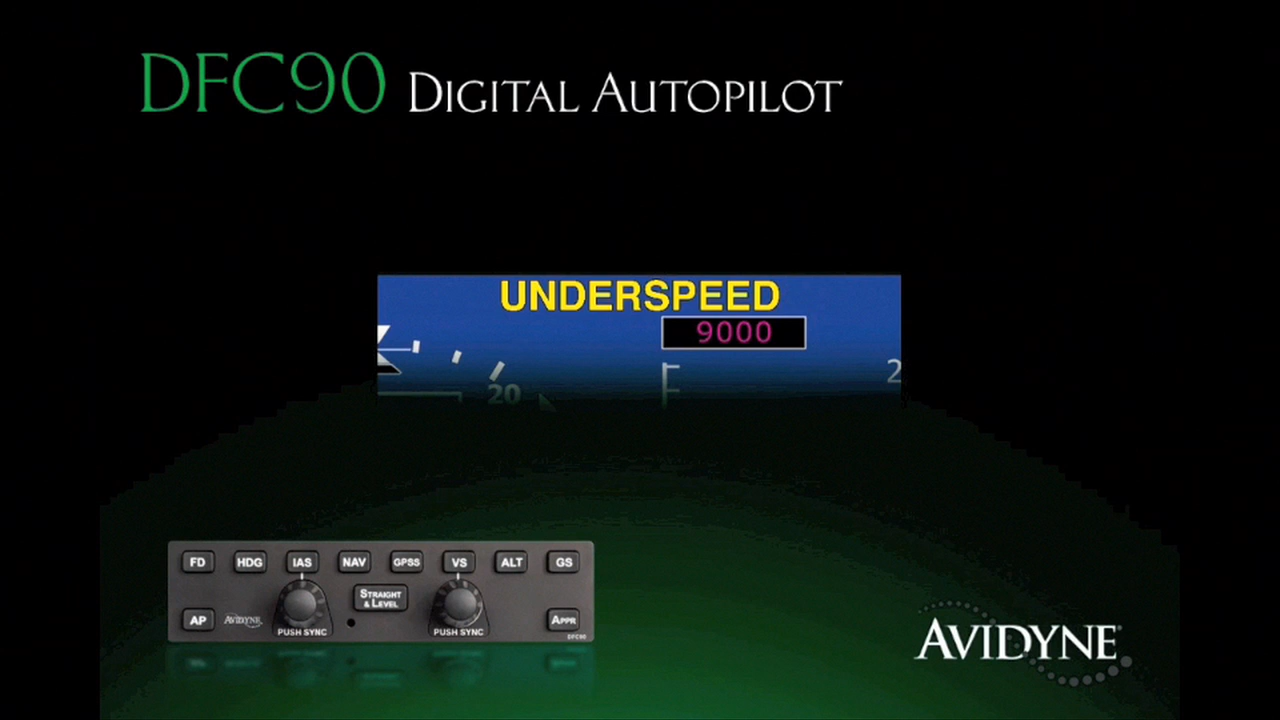 DFC90 DIGITAL AUTOPILOT
UNDERSPEED
9000
20
2
FD HDG IAS NAV GPSS VS ALT GS
STRAIGHT
& LEVEL
AP AVIDYNE APPR
PUSH SYNC PUSH SYNC
DFC90
AVIDYNE